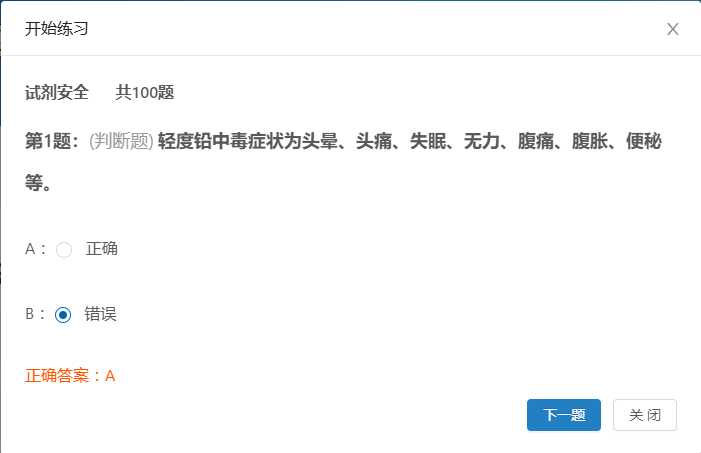 开始练习
试剂安全 共100题
第1题：(判断题) 轻度铅中毒症状为头晕、头痛、失眠、无力、腹痛、腹胀、便秘
等。
A： 正确
B： 错误
正确答案：A
下一题 关 闭